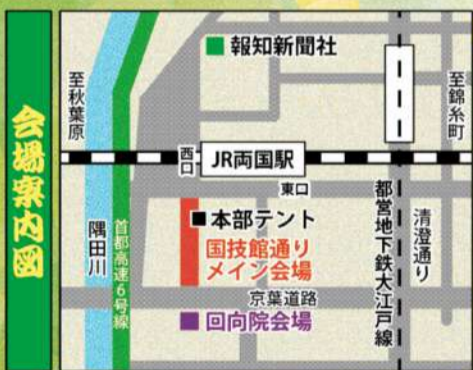 会場案内図
報知新聞社
至秋葉原
至錦糸町
西口
JR両国駅
東口
本部テント
国技館通り
メイン会場
隅田川
首都高速6号線
都営地下鉄大江戸線
清澄通り
京葉道路
回向院会場